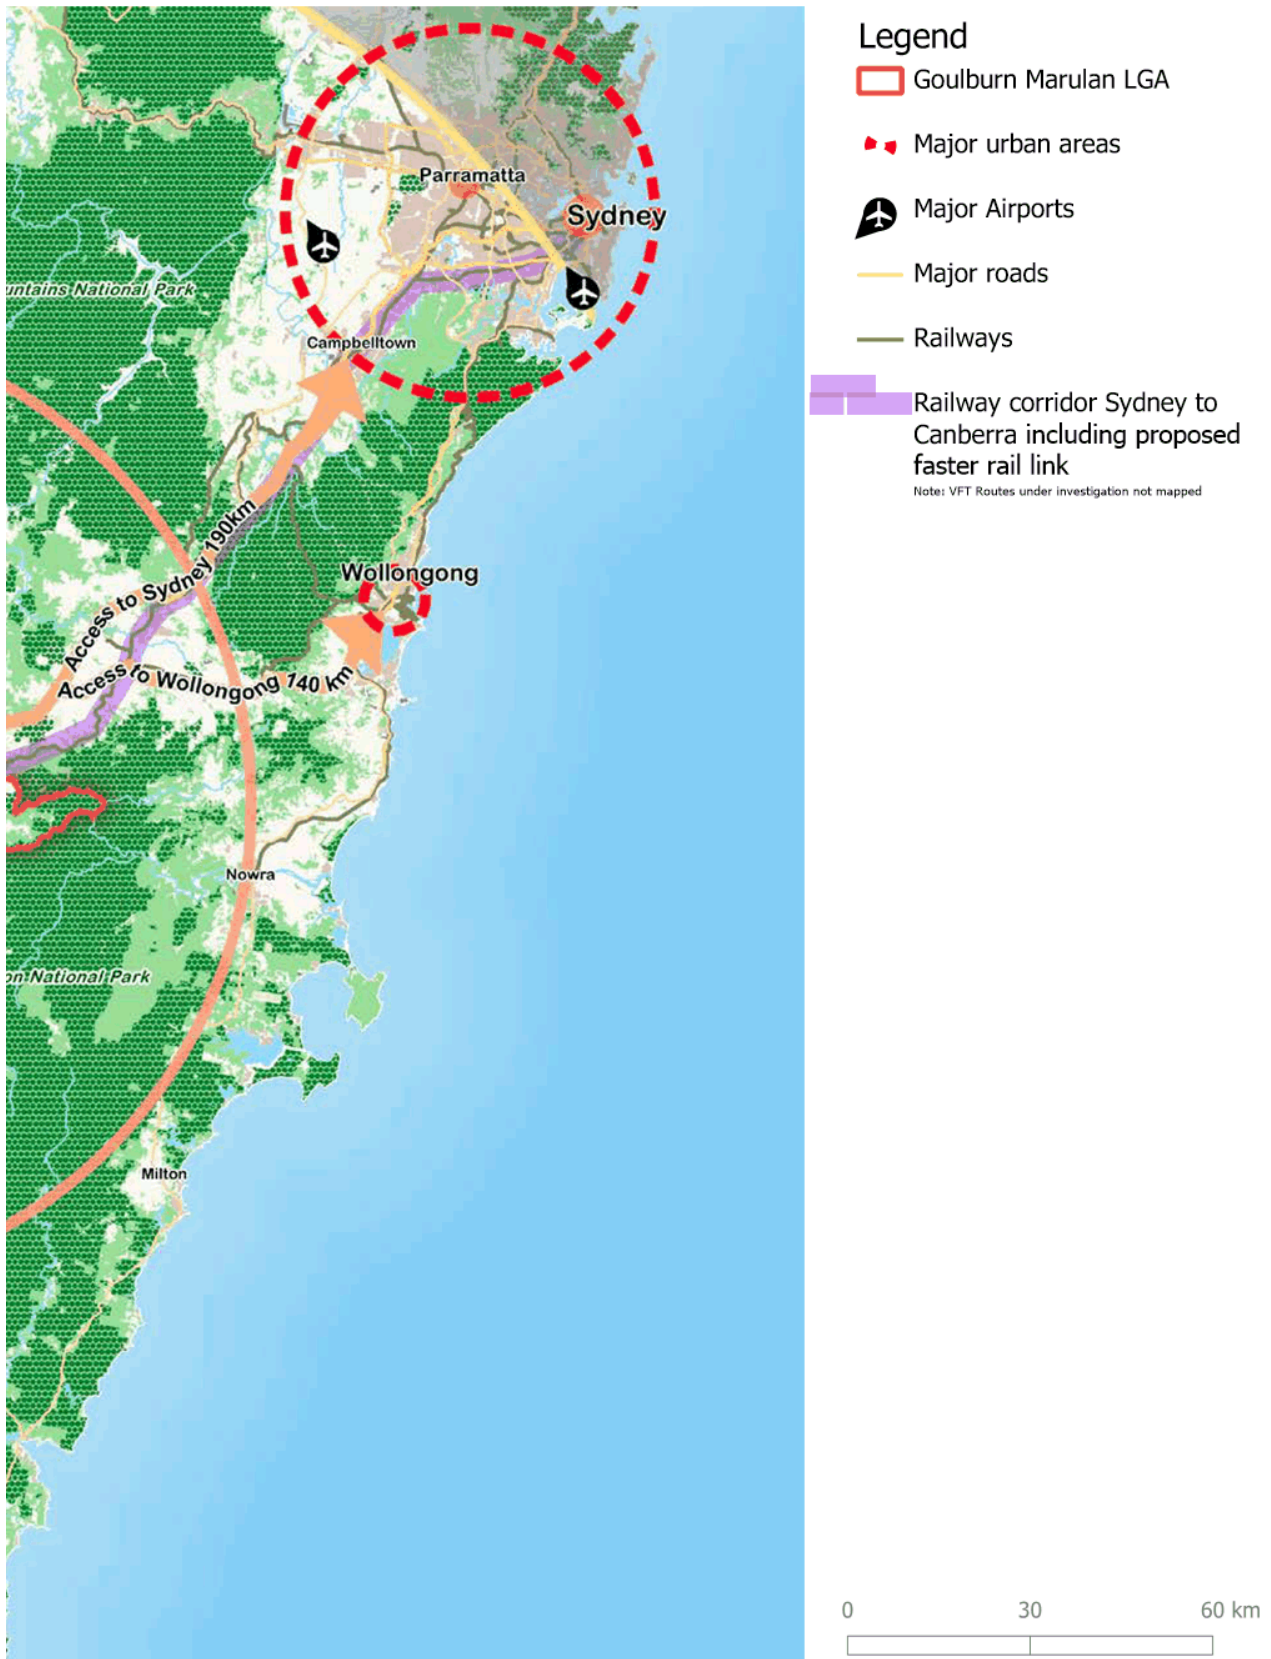 Parramatta
Sydney
untains National Park
Campbelltown
Access to Sydney 190km
Wollongong
Access to Wollongong 140 km
Nowra
on National Park
Milton
Legend
Goulburn Marulan LGA
Major urban areas
Major Airports
Major roads
Railways
Railway corridor Sydney to
Canberra including proposed
faster rail link
Note: VFT Routes under investigation not mapped
0 30 60 km